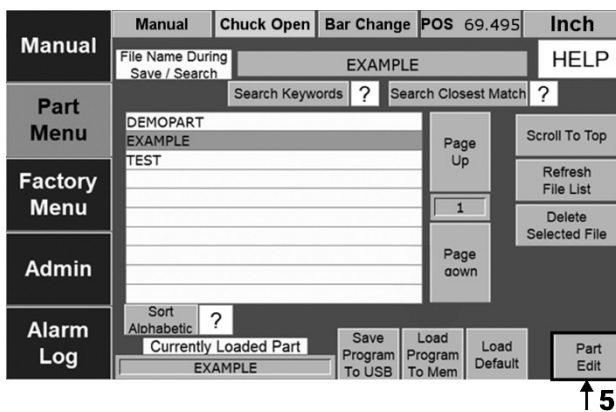 Manual
Part
Menu
Factory
Menu
Admin
Alarm
Log
Manual Chuck Open Bar Change POS 69.495 Inch
File Name During
Save / Search
EXAMPLE
HELP
Search Keywords ? Search Closest Match ?
DEMOPART
EXAMPLE
TEST
Page
Up
1
Page
down
Scroll To Top
Refresh
File List
Delete
Selected File
Sort
Alphabetic
?
Currently Loaded Part
EXAMPLE
Save
Program
To USB
Load
Program
To Mem
Load
Default
Part
Edit
5